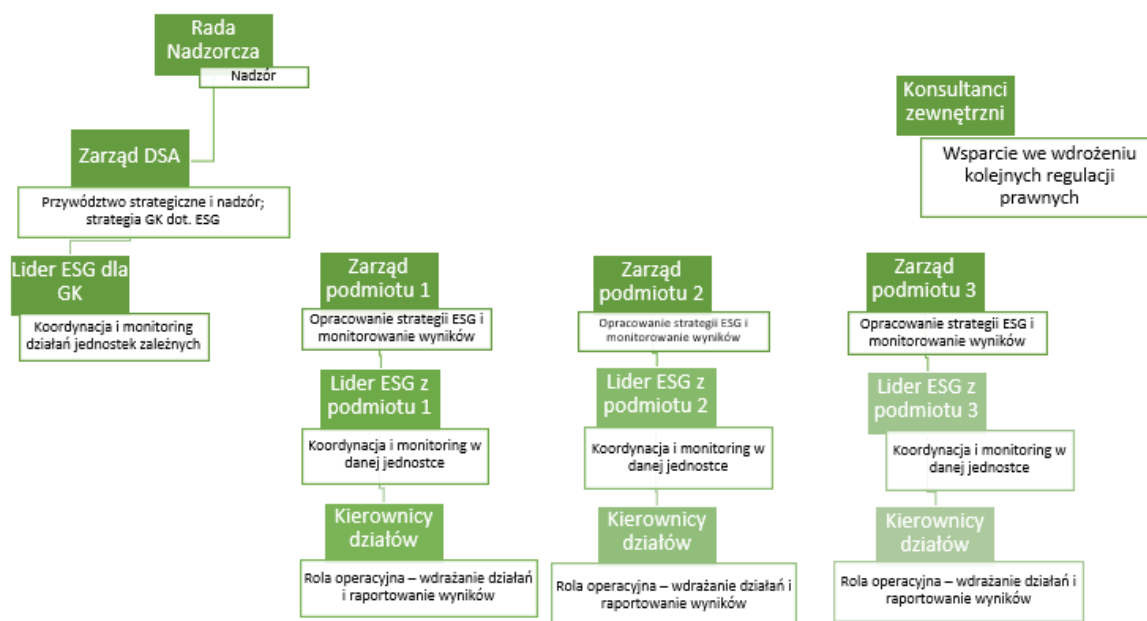 Rada
Nadzorcza
Nadzór
Konsultanci
zewnętrzni
Wsparcie we wdrożeniu
kolejnych regulacji
prawnych
Zarząd DSA
Przywództwo strategiczne i nadzór;
strategia GK dot. ESG
Lider ESG dla
GK
Koordynacja i monitoring
działań jednostek zależnych
Zarząd
podmiotu 1
Opracowanie strategii ESG i
monitorowanie wyników
Lider ESG z
podmiotu 1
Koordynacja i monitoring w
danej jednostce
Kierownicy
działów
Rola operacyjna – wdrażanie działań
i raportowanie wyników
Zarząd
podmiotu 2
Opracowanie strategii ESG i
monitorowanie wyników
Lider ESG z
podmiotu 2
Koordynacja i monitoring w
danej jednostce
Kierownicy
działów
Rola operacyjna – wdrażanie działań i
raportowanie wyników
Zarząd
podmiotu 3
Opracowanie strategii ESG i
monitorowanie wyników
Lider ESG z
podmiotu 3
Koordynacja i monitoring w
danej jednostce
Kierownicy
działów
Rola operacyjna – wdrażanie działań i
raportowanie wyników